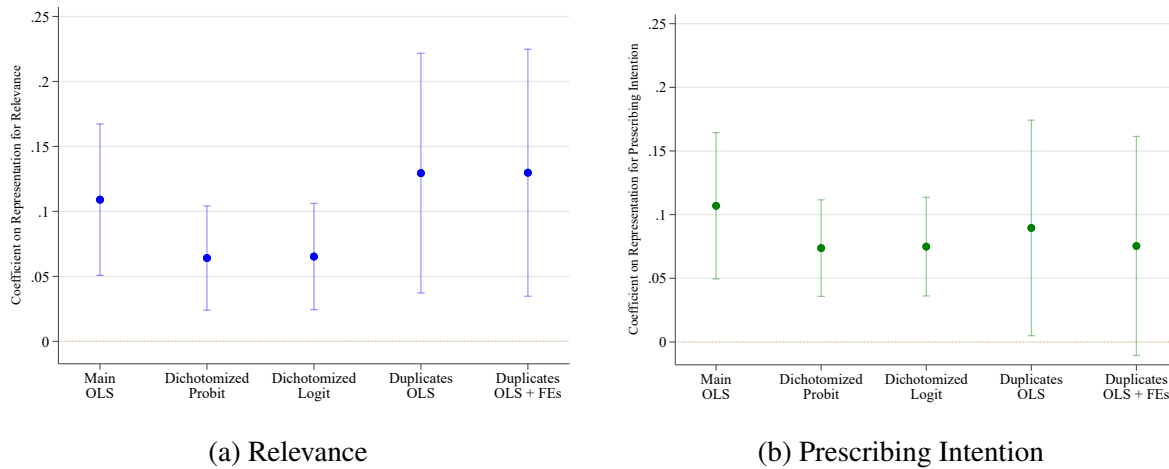 Coefficient on Representation for Relevance
.25
.2
.15
.1
.05
0
Main
OLS
Dichotomized
Probit
Dichotomized
Logit
Duplicates
OLS
Duplicates
OLS + FEs
(a) Relevance
Coefficient on Representation for Prescribing Intention
.25
.2
.15
.1
.05
0
Main
OLS
Dichotomized
Probit
Dichotomized
Logit
Duplicates
OLS
Duplicates
OLS + FEs
(b) Prescribing Intention